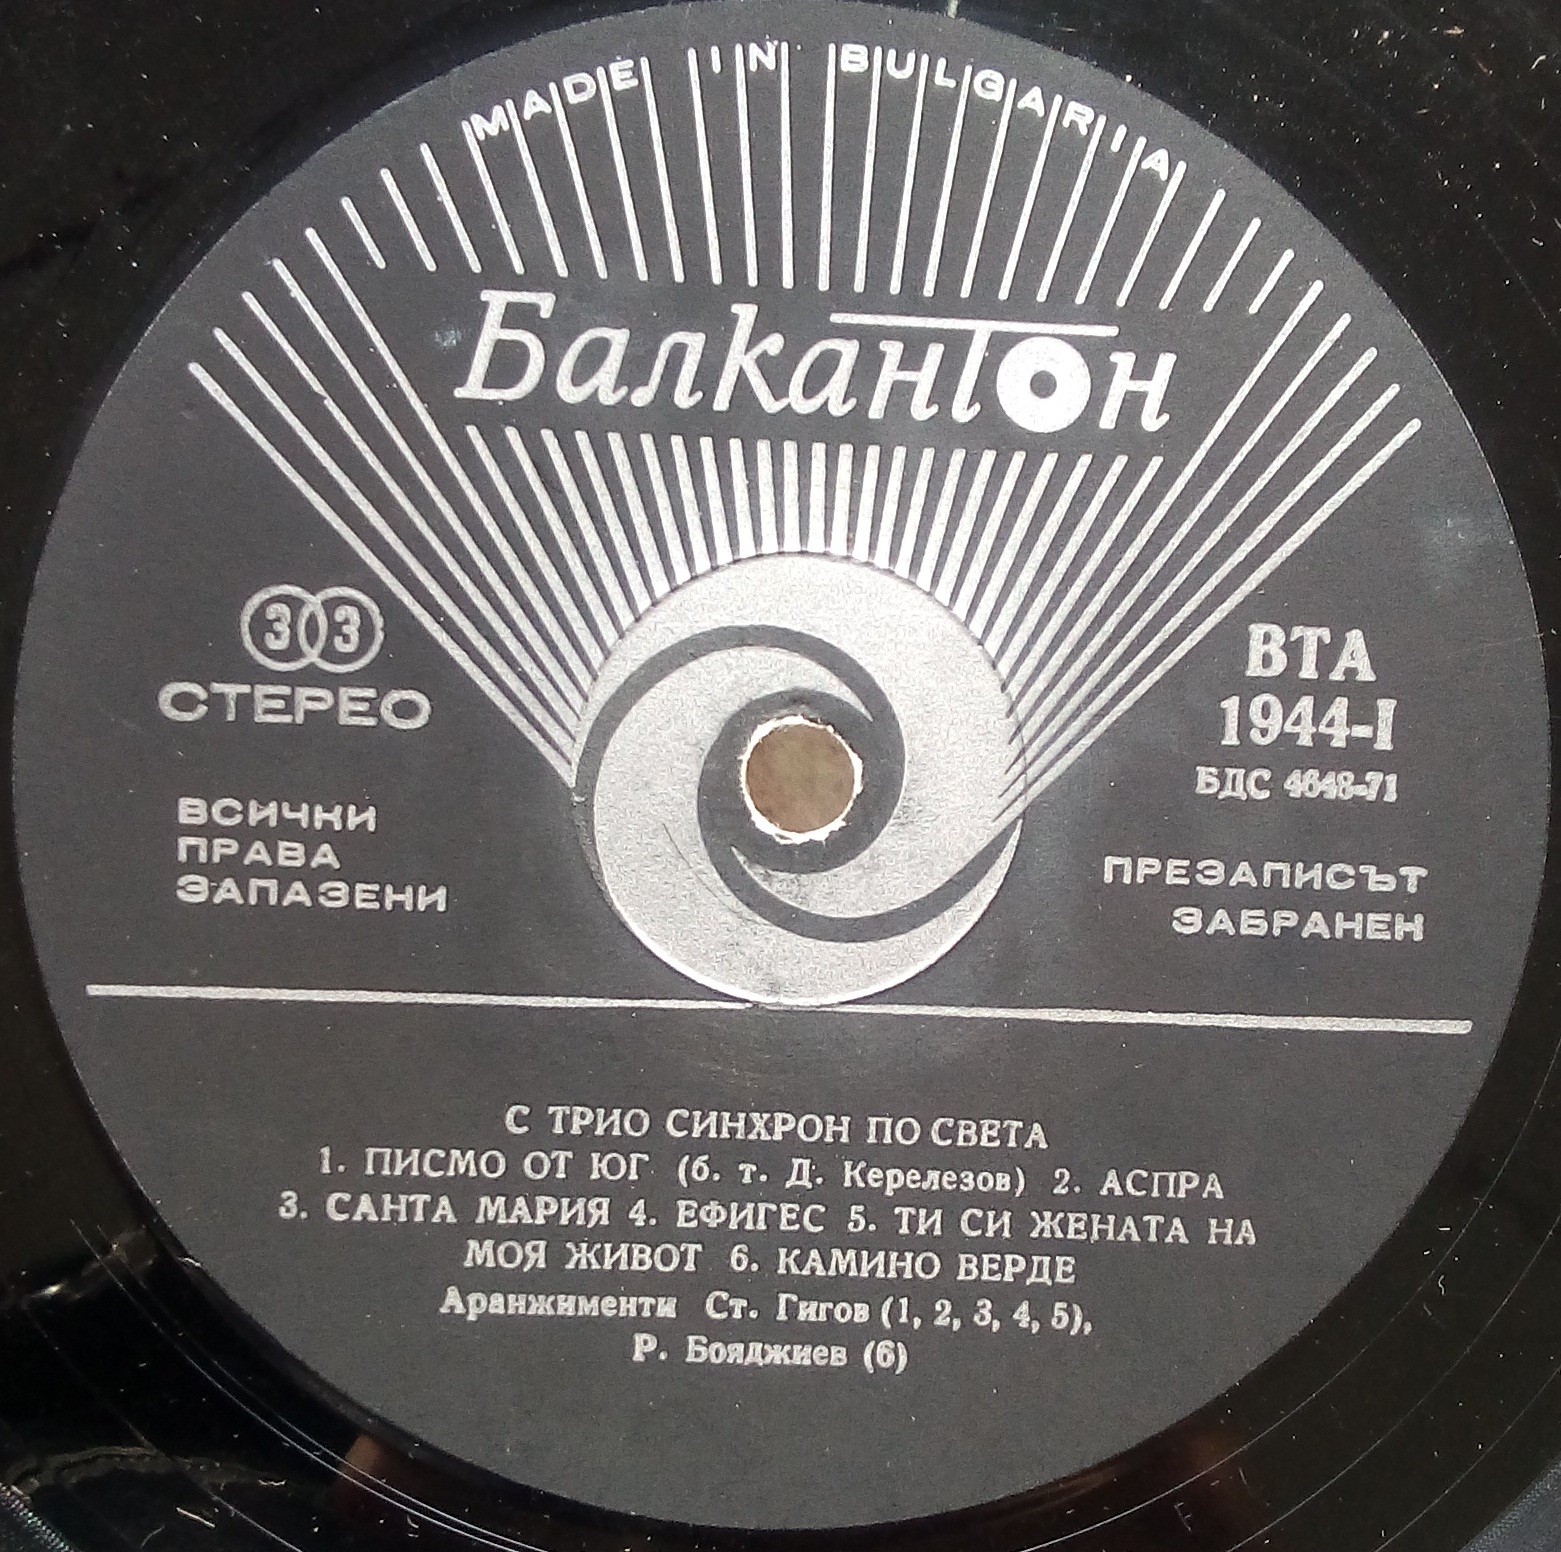 MADE IN BULGARIA
Балкантон
33
СТЕРЕО
ВТА
1944-I
БДС 4648-71
ВСИЧКИ
ПРАВА
ЗАПАЗЕНИ
ПРЕЗАПИСЪТ
ЗАБРАНЕН
С ТРИО СИНХРОН ПО СВЕТА
1. ПИСМО ОТ ЮГ (б. т. Д. Керелезов) 2. АСПРА
3. САНТА МАРИЯ 4. ЕФИГЕС 5. ТИ СИ ЖЕНАТА НА
МОЯ ЖИВОТ 6. КАМИНО ВЕРДЕ
Аранжименти Ст. Гигов (1, 2, 3, 4, 5),
Р. Бояджиев (6)